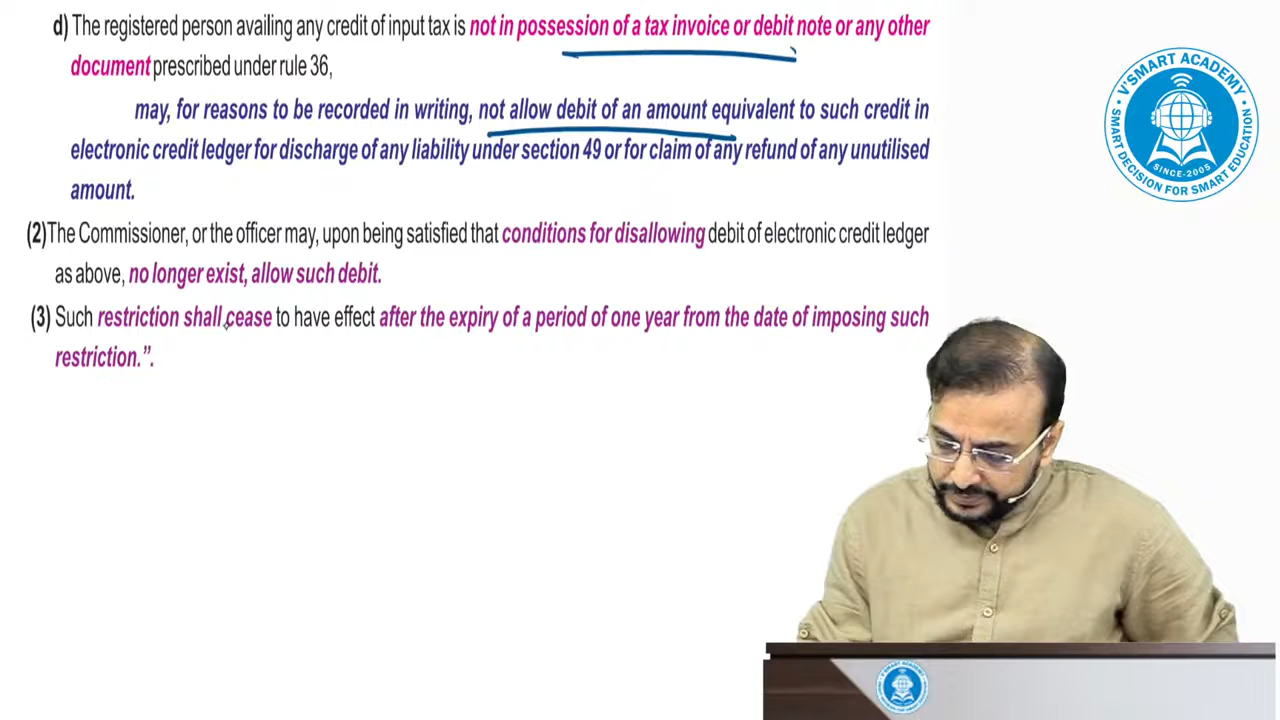 d) The registered person availing any credit of input tax is not in possession of a tax invoice or debit note or any other
document prescribed under rule 36,
may, for reasons to be recorded in writing, not allow debit of an amount equivalent to such credit in
electronic credit ledger for discharge of any liability under section 49 or for claim of any refund of any unutilised
amount.
(2)The Commissioner, or the officer may, upon being satisfied that conditions for disallowing debit of electronic credit ledger
as above, no longer exist, allow such debit.
(3) Such restriction shall cease to have effect after the expiry of a period of one year from the date of imposing such
restriction.”.
V'SMART ACADEMY
SINCE-2005
SMART DECISION FOR SMART EDUCATION
V'SMART ACADEMY